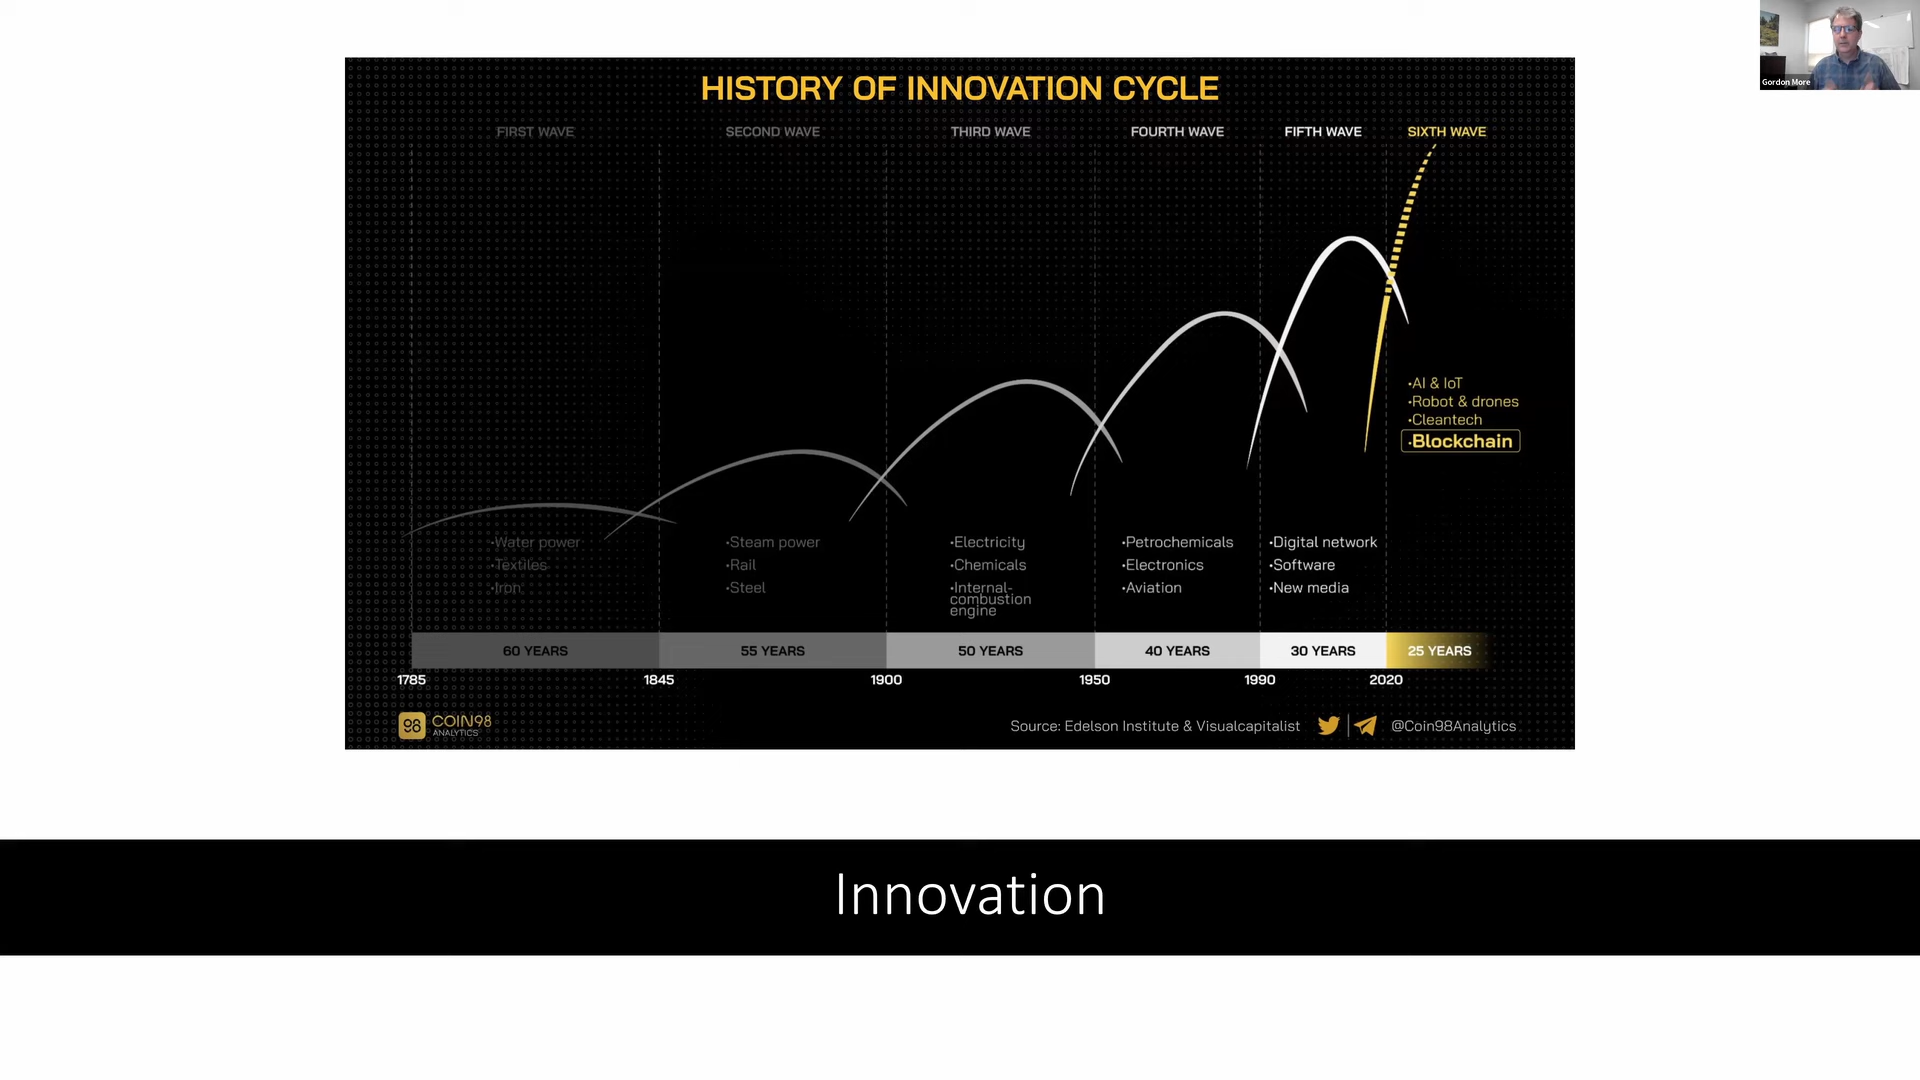 Gordon More
HISTORY OF INNOVATION CYCLE
FIRST WAVE
SECOND WAVE
THIRD WAVE
FOURTH WAVE
FIFTH WAVE
SIXTH WAVE
•AI & IoT
•Robot & drones
•Cleantech
•Blockchain
•Water power
•Textiles
•Iron
•Steam power
•Rail
•Steel
•Electricity
•Chemicals
•Internal-
combustion
engine
•Petrochemicals
•Electronics
•Aviation
•Digital network
•Software
•New media
60 YEARS
55 YEARS
50 YEARS
40 YEARS
30 YEARS
25 YEARS
1785
1845
1900
1950
1990
2020
98
COIN98
ANALYTICS
Source: Edelson Institute & Visualcapitalist
@Coin98Analytics
Innovation